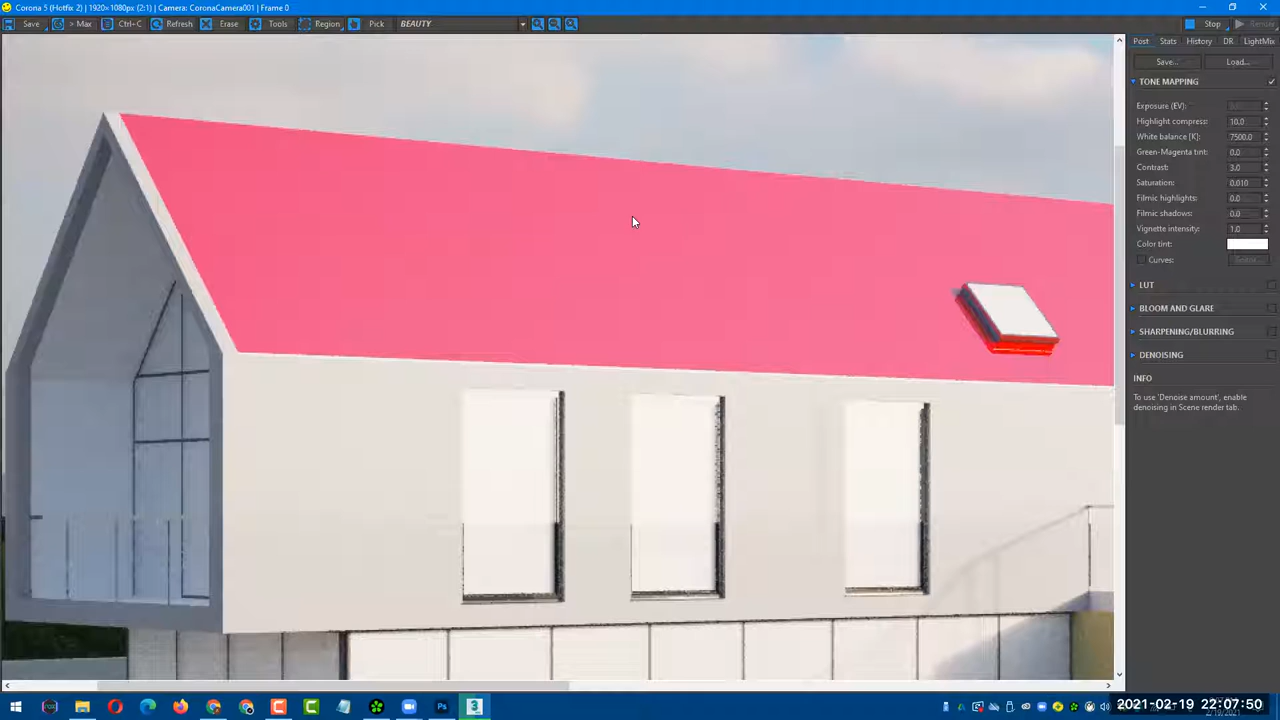 Corona 5 (Hotfix 2) | 1920×1080px (2:1) | Camera: CoronaCamera001 | Frame 0
Save > Max Ctrl+C Refresh Erase Tools Region Pick BEAUTY Stop Render
Post Stats History DR LightMix
Save... Load...
TONE MAPPING
Exposure (EV):
Highlight compress: 10.0
White balance [K]: 7500.0
Green-Magenta tint: 0.0
Contrast: 3.0
Saturation: 0.010
Filmic highlights: 0.0
Filmic shadows: 0.0
Vignette intensity: 1.0
Color tint:
Curves:
LUT
BLOOM AND GLARE
SHARPENING/BLURRING
DENOISING
INFO
To use 'Denoise amount', enable
denoising in Scene render tab.
2021-02-19 22:07:50